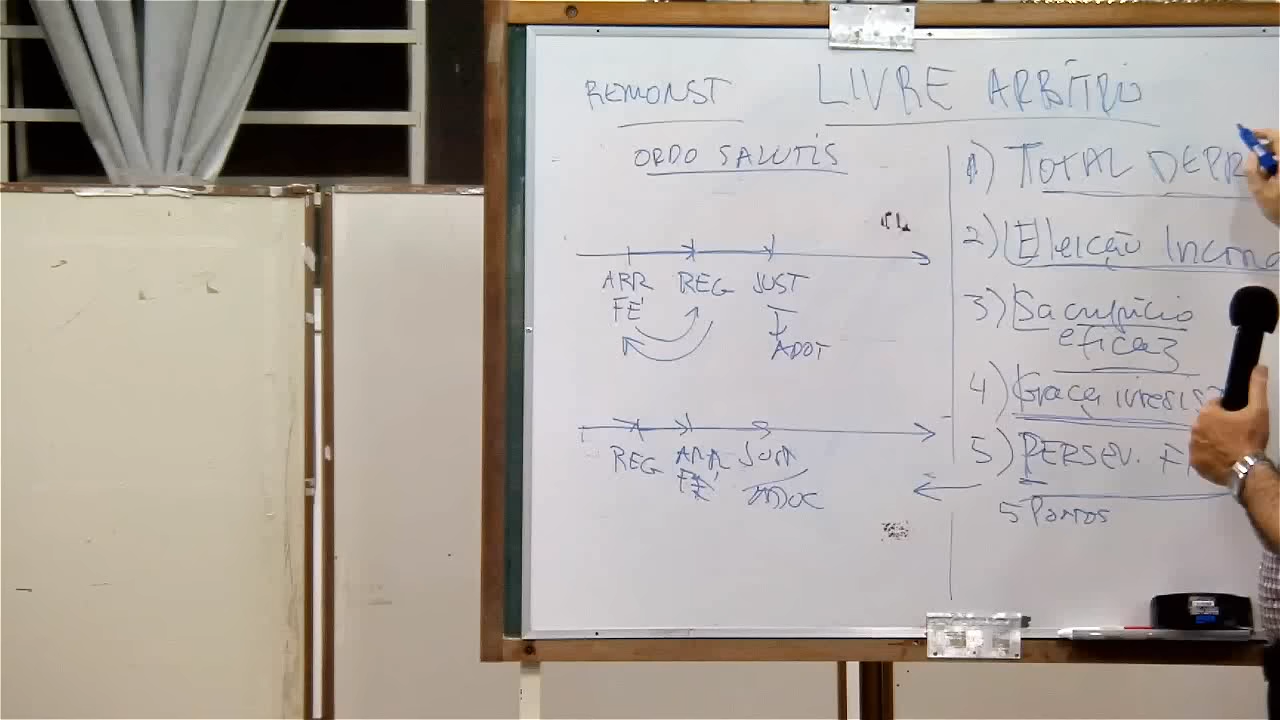 REMONST
LIVRE ARBÍTRIO
ORDO SALUTIS
ARR REG JUST
FÉ
ADOT
REG ARR JUST
FÉ
1) TOTAL DEPR
2) Eleição Incond
3) Sacrifício
eficaz
4) Graça irresis
5) PERSEV. F
5 PONTOS